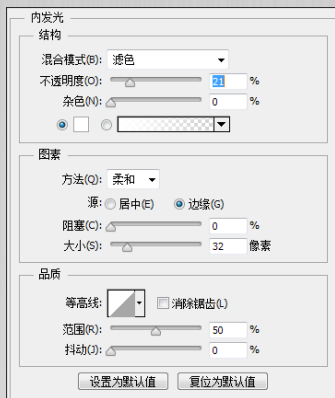 内发光
结构
混合模式(B): 滤色
不透明度(O): 21 %
杂色(N): 0 %
图素
方法(Q): 柔和
源: 居中(E) 边缘(G)
阻塞(C): 0 %
大小(S): 32 像素
品质
等高线: 消除锯齿(L)
范围(R): 50 %
抖动(J): 0 %
设置为默认值 复位为默认值